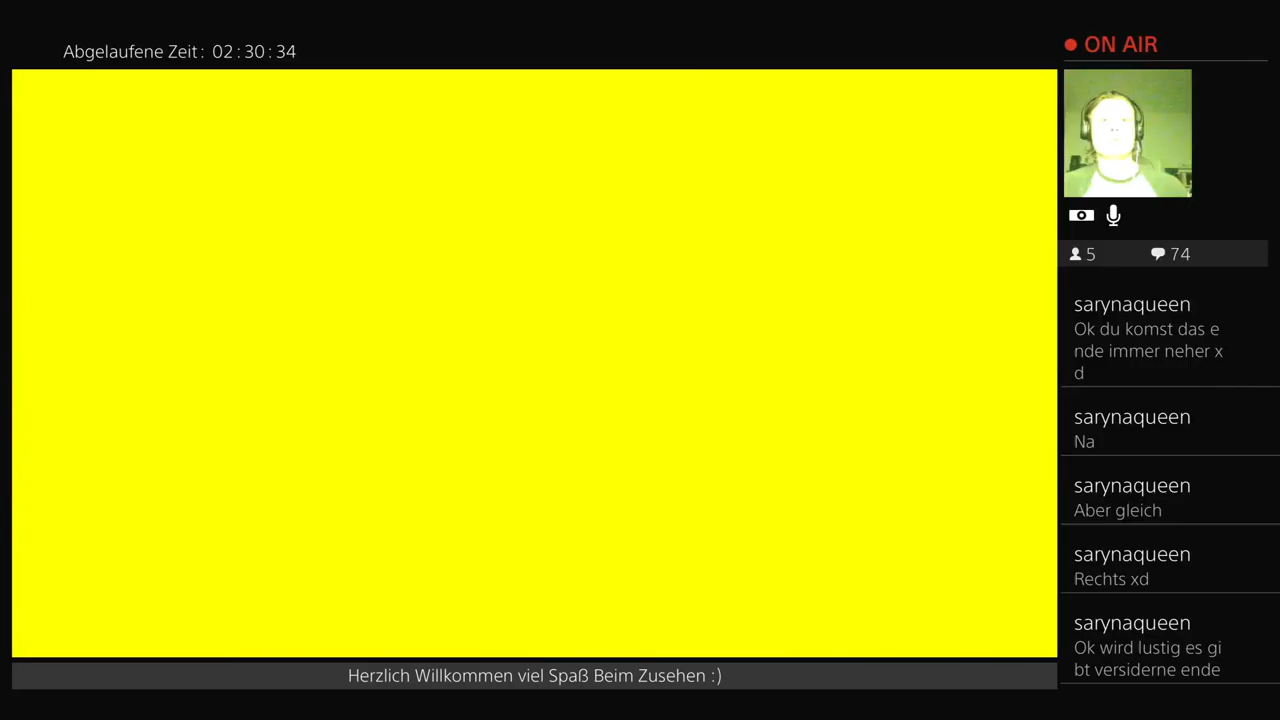 Abgelaufene Zeit: 02:30:34
ON AIR
5
74
sarynaqueen
Ok du komst das e
nde immer neher x
d
sarynaqueen
Na
sarynaqueen
Aber gleich
sarynaqueen
Rechts xd
sarynaqueen
Ok wird lustig es gi
bt versiderne ende
Herzlich Willkommen viel Spaß Beim Zusehen :)